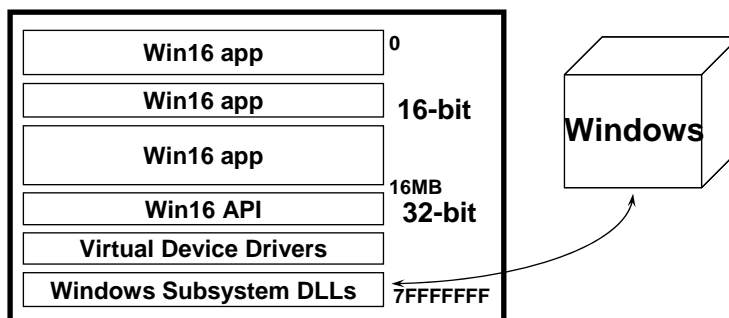 Win16 app
0
Win16 app
16-bit
Win16 app
16MB
Win16 API
32-bit
Virtual Device Drivers
Windows Subsystem DLLs
7FFFFFFF
Windows